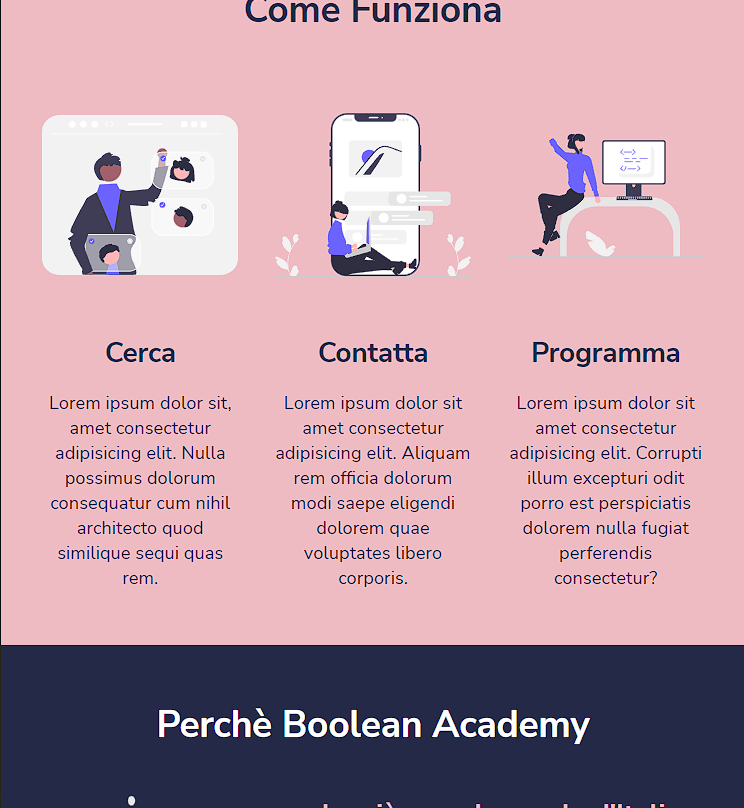 Come Funziona
Cerca
Lorem ipsum dolor sit,
amet consectetur
adipisicing elit. Nulla
possimus dolorum
consequatur cum nihil
architecto quod
similique sequi quas
rem.
Contatta
Lorem ipsum dolor sit
amet consectetur
adipisicing elit. Aliquam
rem officia dolorum
modi saepe eligendi
dolorem quae
voluptates libero
corporis.
Programma
Lorem ipsum dolor sit
amet consectetur
adipisicing elit. Corrupti
illum excepturi odit
porro est perspiciatis
dolorem nulla fugiat
perferendis
consectetur?
Perchè Boolean Academy